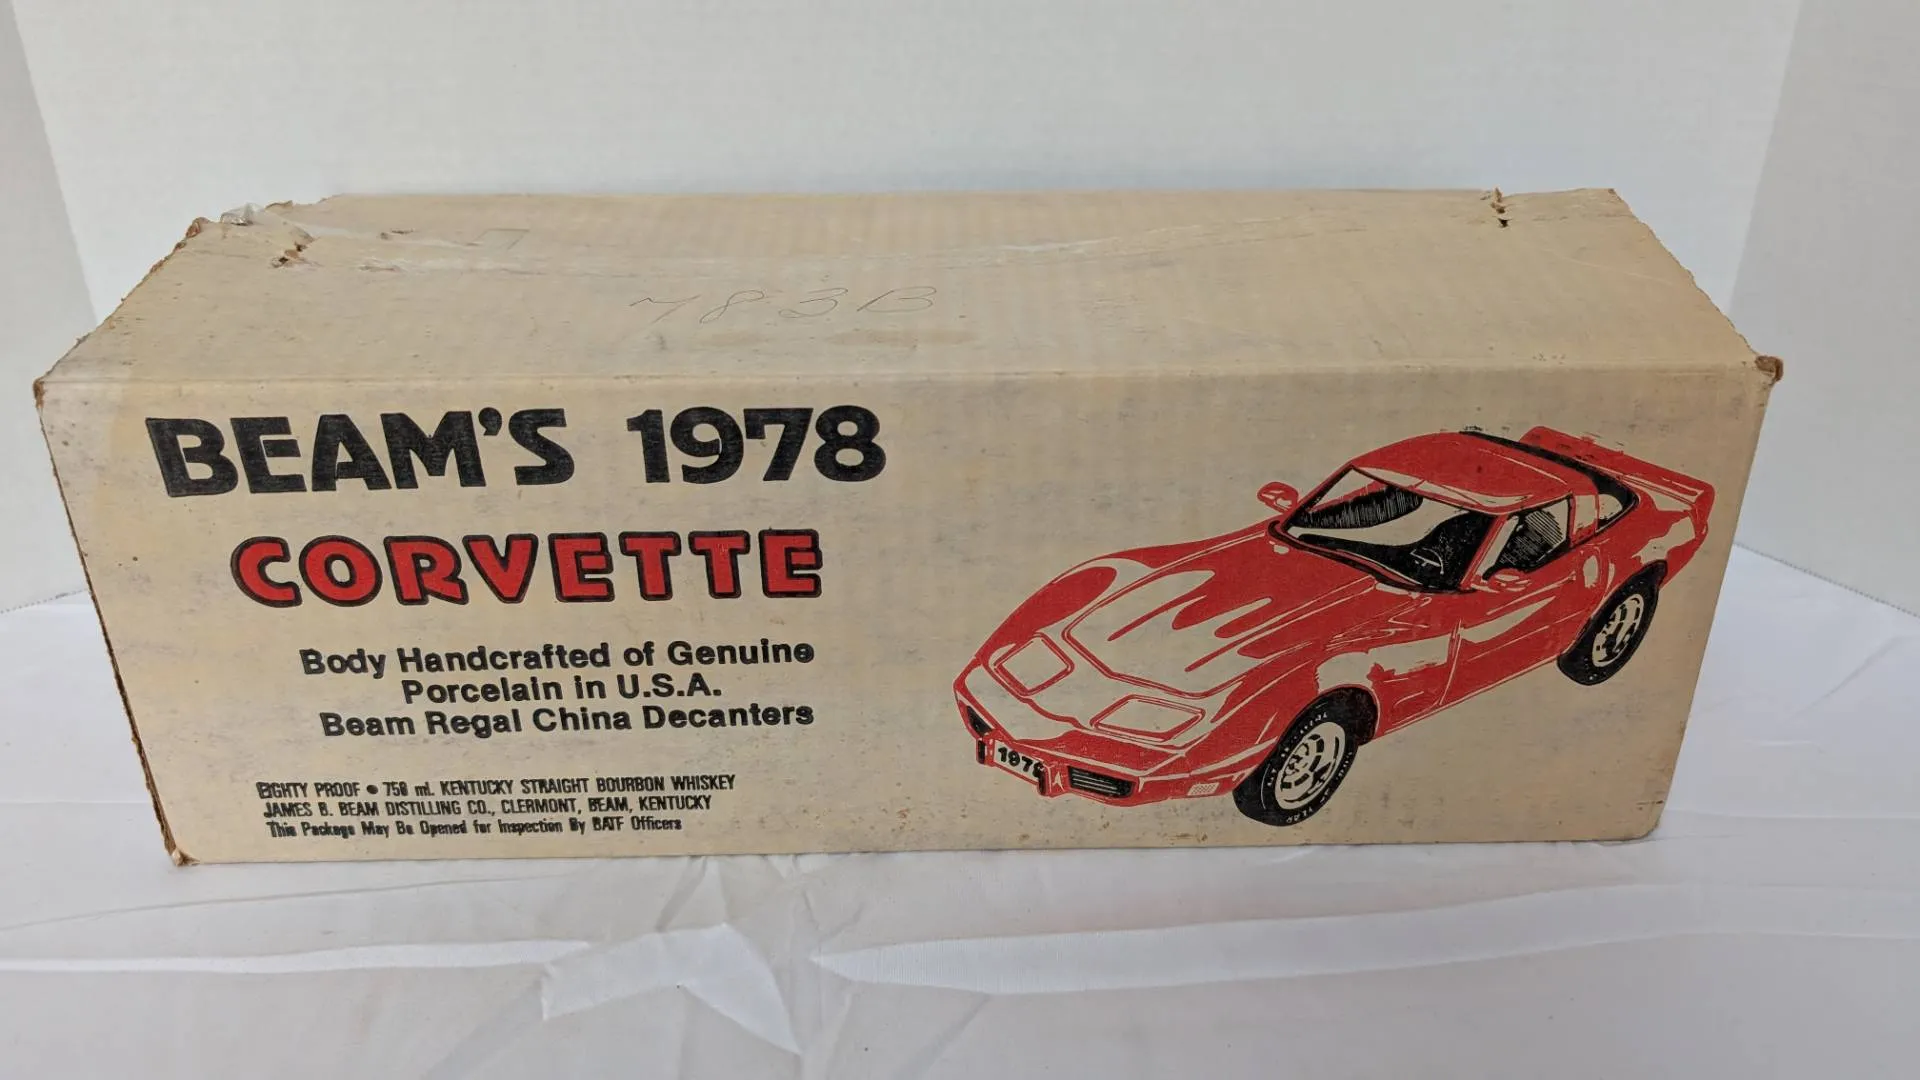 783B
BEAM'S 1978
CORVETTE
Body Handcrafted of Genuine
Porcelain in U.S.A.
Beam Regal China Decanters
EIGHTY PROOF • 750 ml. KENTUCKY STRAIGHT BOURBON WHISKEY
JAMES B. BEAM DISTILLING CO., CLERMONT, BEAM, KENTUCKY
This Package May Be Opened for Inspection By BATF Officers
1978